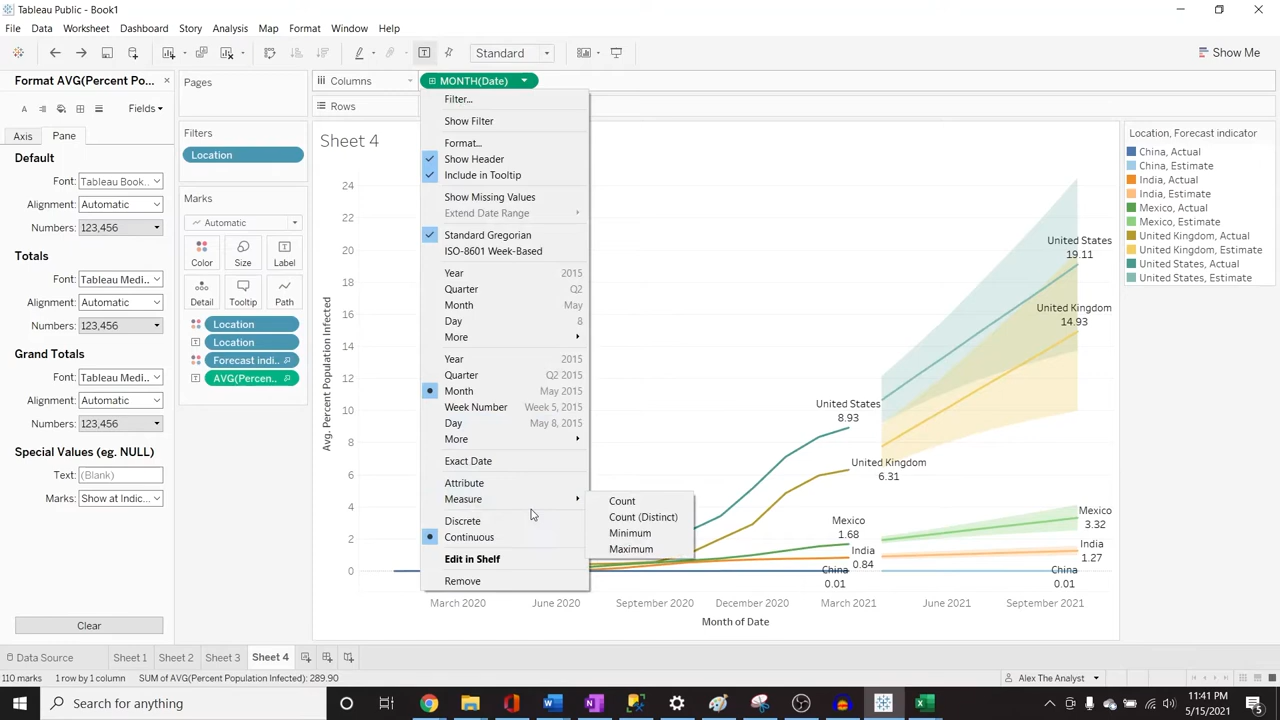 Tableau Public - Book1
File Data Worksheet Dashboard Story Analysis Map Format Window Help
Standard
Show Me
Format AVG(Percent Po...
Fields
Axis Pane
Default
Font: Tableau Book..
Alignment: Automatic
Numbers: 123,456
Totals
Font: Tableau Medi..
Alignment: Automatic
Numbers: 123,456
Grand Totals
Font: Tableau Medi..
Alignment: Automatic
Numbers: 123,456
Special Values (eg. NULL)
Text: (Blank)
Marks: Show at Indic..
Clear
Pages
Filters
Location
Marks
Automatic
Color Size Label
Detail Tooltip Path
Location
Location
Forecast indi..
AVG(Percen..
Columns
MONTH(Date)
Rows
Sheet 4
Filter...
Show Filter
Format...
Show Header
Include in Tooltip
Show Missing Values
Extend Date Range
Standard Gregorian
ISO-8601 Week-Based
Year 2015
Quarter Q2
Month May
Day 8
More
Year 2015
Quarter Q2 2015
Month May 2015
Week Number Week 5, 2015
Day May 8, 2015
More
Exact Date
Attribute
Measure
Discrete
Continuous
Edit in Shelf
Remove
Count
Count (Distinct)
Minimum
Maximum
Avg. Percent Population Infected
24
22
20
18
16
14
12
10
8
6
4
2
0
United States
19.11
United Kingdom
14.93
United States
8.93
United Kingdom
6.31
Mexico
1.68
India
0.84
China
0.01
Mexico
3.32
India
1.27
China
0.01
March 2020 June 2020 September 2020 December 2020 March 2021 June 2021 September 2021
Month of Date
Location, Forecast indicator
China, Actual
China, Estimate
India, Actual
India, Estimate
Mexico, Actual
Mexico, Estimate
United Kingdom, Actual
United Kingdom, Estimate
United States, Actual
United States, Estimate
Data Source Sheet 1 Sheet 2 Sheet 3 Sheet 4
110 marks 1 row by 1 column SUM of AVG(Percent Population Infected): 289.90
Alex The Analyst
Search for anything
11:41 PM
5/15/2021